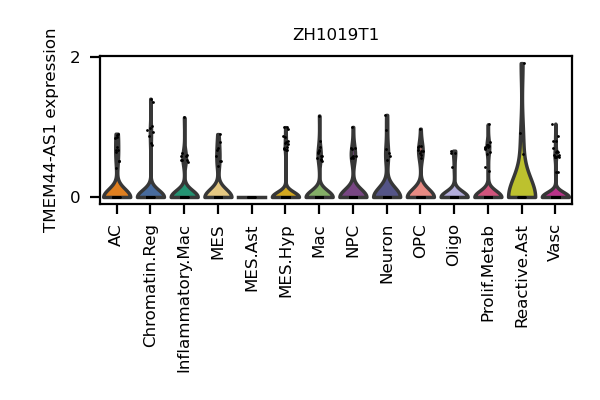 ZH1019T1
TMEM44-AS1 expression
2
0
AC
Chromatin.Reg
Inflammatory.Mac
MES
MES.Ast
MES.Hyp
Mac
NPC
Neuron
OPC
Oligo
Prolif.Metab
Reactive.Ast
Vasc